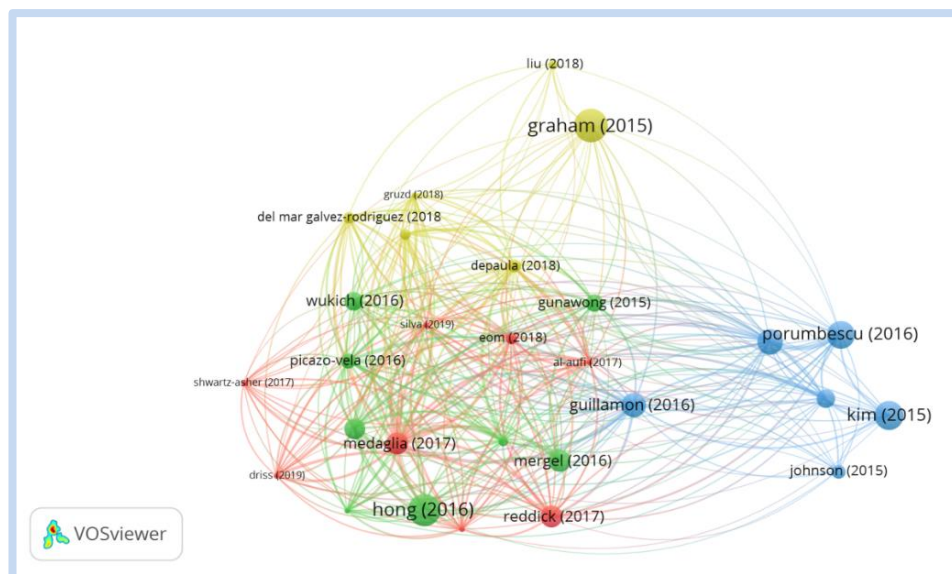 liu (2018)
graham (2015)
gruzd (2018)
del mar galvez-rodriguez (2018
depaula (2018)
wukich (2016)
gunawong (2015)
silva (2019)
eom (2018)
porumbescu (2016)
picazo-vela (2016)
al-aufi (2017)
shwartz-asher (2017)
guillamon (2016)
kim (2015)
medaglia (2017)
mergel (2016)
johnson (2015)
driss (2019)
hong (2016)
reddick (2017)
VOSviewer